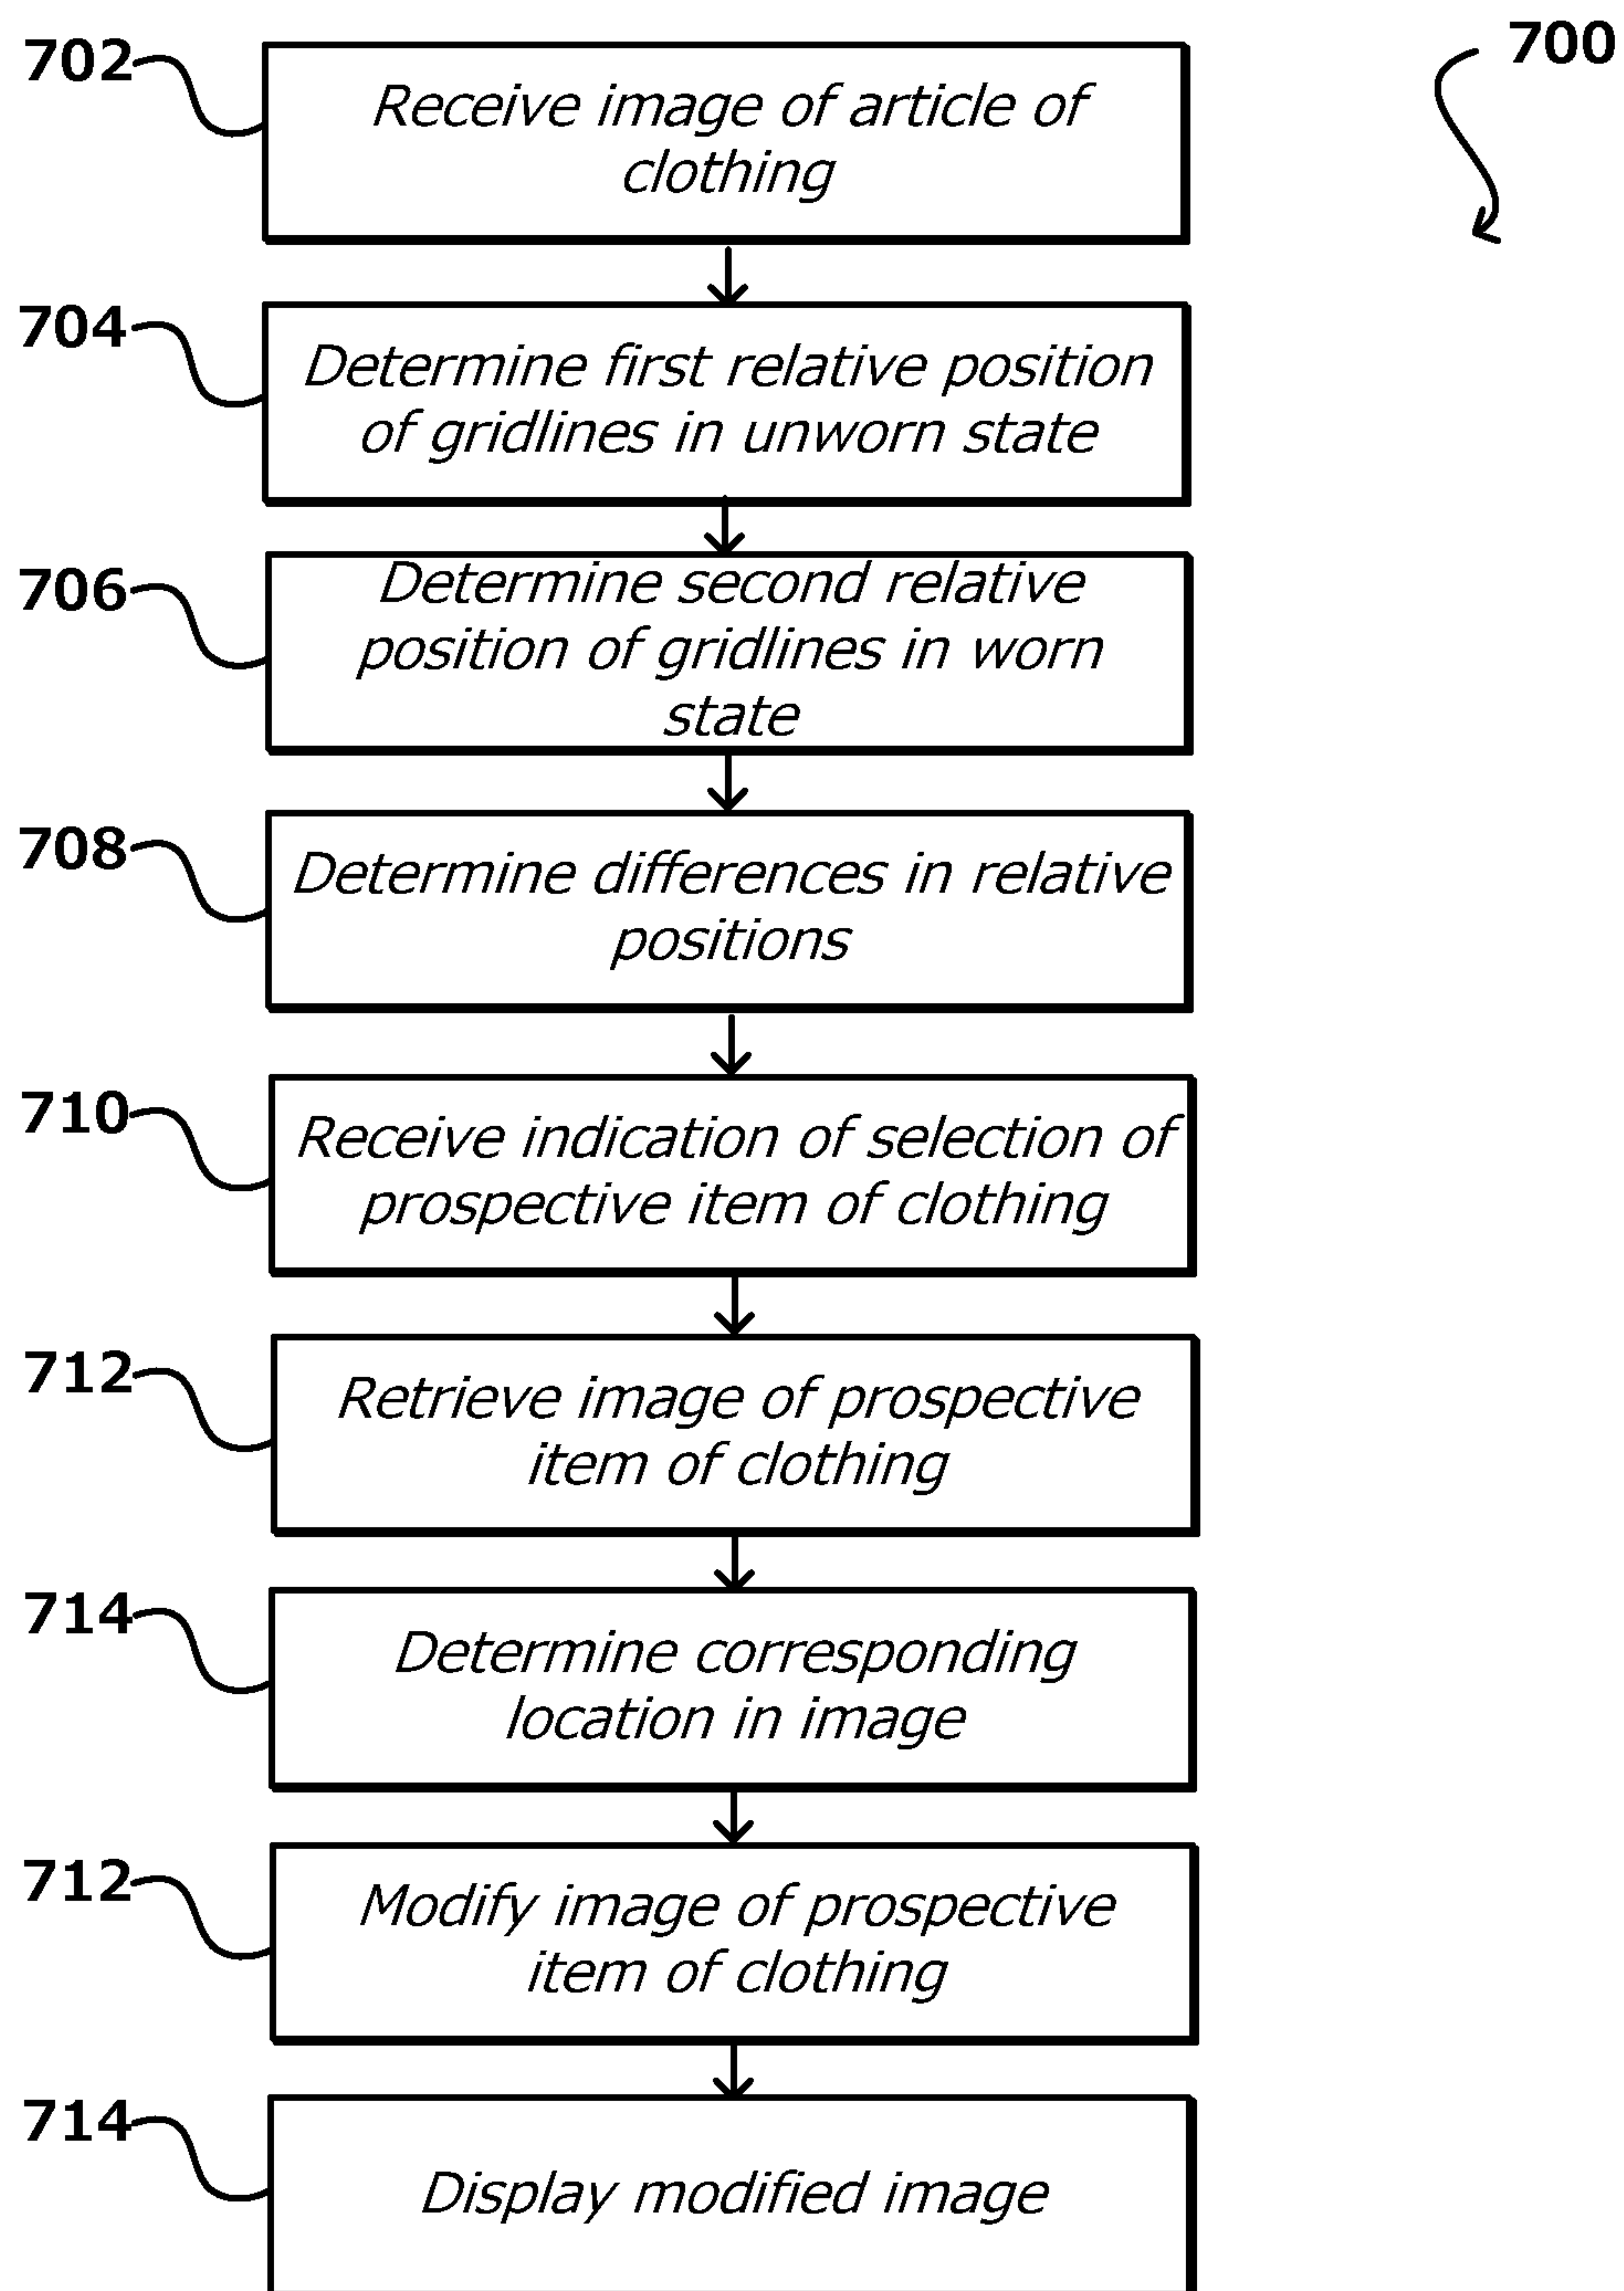 700
702
Receive image of article of
clothing
704
Determine first relative position
of gridlines in unworn state
706
Determine second relative
position of gridlines in worn
state
708
Determine differences in relative
positions
710
Receive indication of selection of
prospective item of clothing
712
Retrieve image of prospective
item of clothing
714
Determine corresponding
location in image
712
Modify image of prospective
item of clothing
714
Display modified image